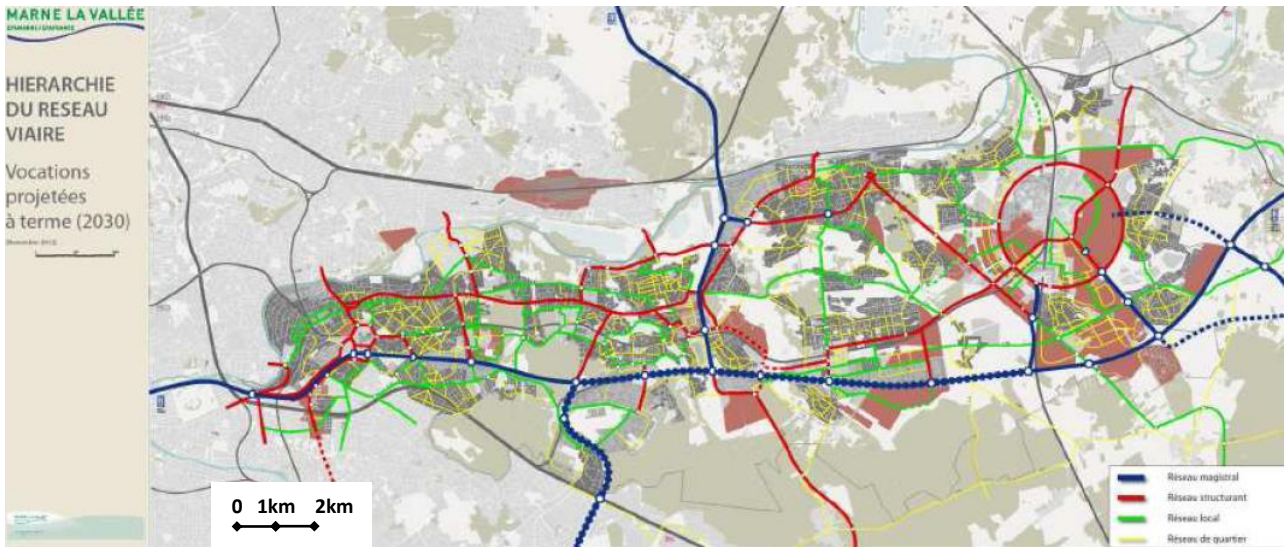 MARNE LA VALLÉE
HIERARCHIE
DU RESEAU
VIAIRE
Vocations
projetées
à terme (2030)
0 1km 2km
Réseau magistral
Réseau structurant
Réseau local
Réseau de quartier